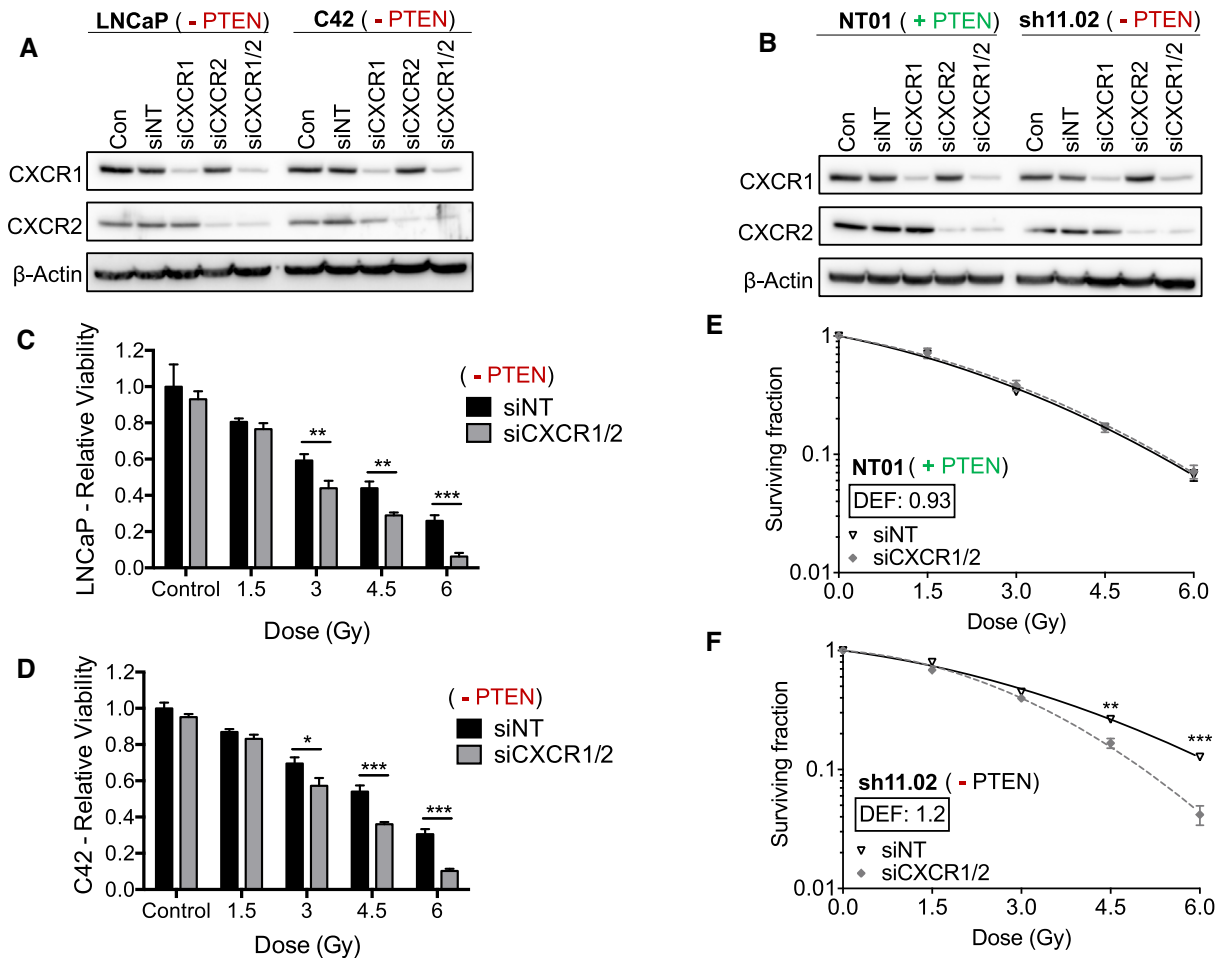 A
LNCaP ( - PTEN)
C42 ( - PTEN)
Con
siNT
siCXCR1
siCXCR2
siCXCR1/2
Con
siNT
siCXCR1
siCXCR2
siCXCR1/2
CXCR1
CXCR2
β-Actin
B
NT01 ( + PTEN)
sh11.02 ( - PTEN)
Con
siNT
siCXCR1
siCXCR2
siCXCR1/2
Con
siNT
siCXCR1
siCXCR2
siCXCR1/2
CXCR1
CXCR2
β-Actin
C
LNCaP - Relative Viability
1.2
1.0
0.8
0.6
0.4
0.2
0.0
( - PTEN)
siNT
siCXCR1/2
**
**
***
Control 1.5 3 4.5 6
Dose (Gy)
D
C42 - Relative Viability
1.2
1.0
0.8
0.6
0.4
0.2
0.0
( - PTEN)
siNT
siCXCR1/2
*
***
***
Control 1.5 3 4.5 6
Dose (Gy)
E
Surviving fraction
1
0.1
0.01
NT01 ( + PTEN)
DEF: 0.93
siNT
siCXCR1/2
0.0 1.5 3.0 4.5 6.0
Dose (Gy)
F
Surviving fraction
1
0.1
0.01
**
***
sh11.02 ( - PTEN)
DEF: 1.2
siNT
siCXCR1/2
0.0 1.5 3.0 4.5 6.0
Dose (Gy)